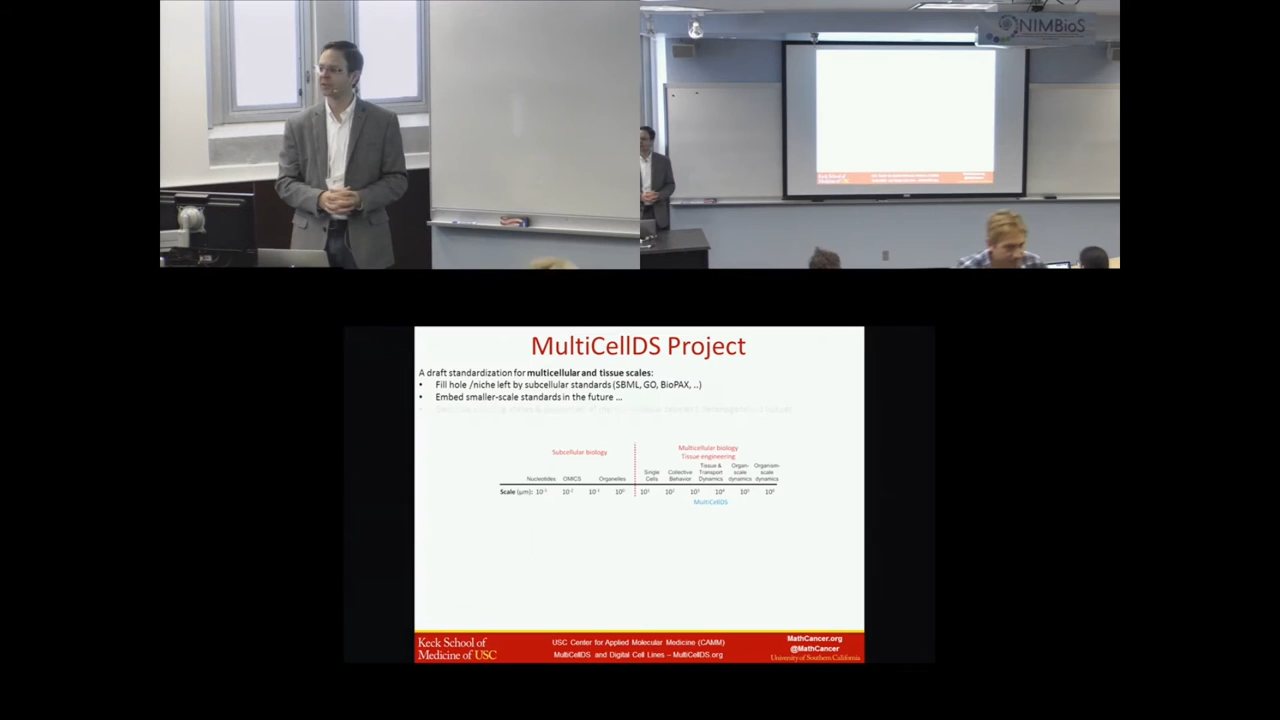 NIMBioS
MultiCellDS Project
A draft standardization for multicellular and tissue scales:
• Fill hole /niche left by subcellular standards (SBML, GO, BioPAX, ..)
• Embed smaller-scale standards in the future ...
Subcellular biology
Multicellular biology
Tissue engineering
Nucleotides OMICS Organelles Single Cells Collective Behavior Tissue & Transport Dynamics Organ-scale dynamics Organism-scale dynamics
Scale (μm):
MultiCellDS
Keck School of
Medicine of USC
USC Center for Applied Molecular Medicine (CAMM)
MultiCellDS and Digital Cell Lines – MultiCellDS.org
MathCancer.org
@MathCancer
University of Southern California